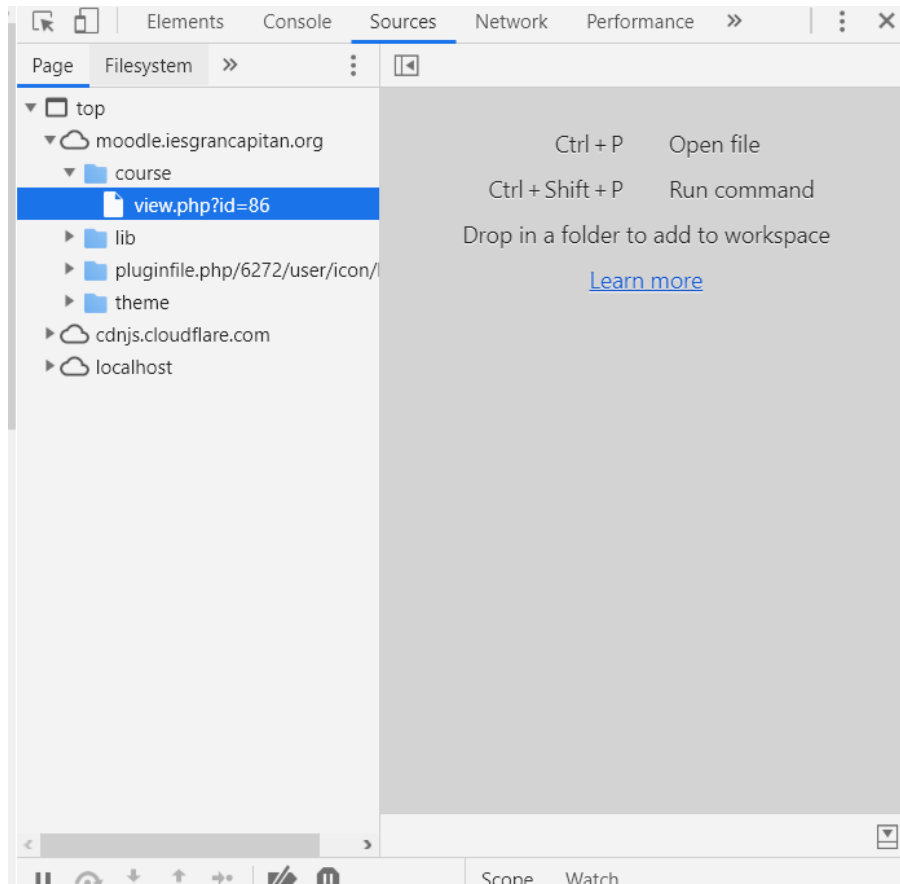 Elements Console Sources Network Performance »
Page Filesystem »
top
moodle.iesgrancapitan.org
course
view.php?id=86
lib
pluginfile.php/6272/user/icon/
theme
cdnjs.cloudflare.com
localhost
Ctrl + P Open file
Ctrl + Shift + P Run command
Drop in a folder to add to workspace
Learn more
Scope Watch